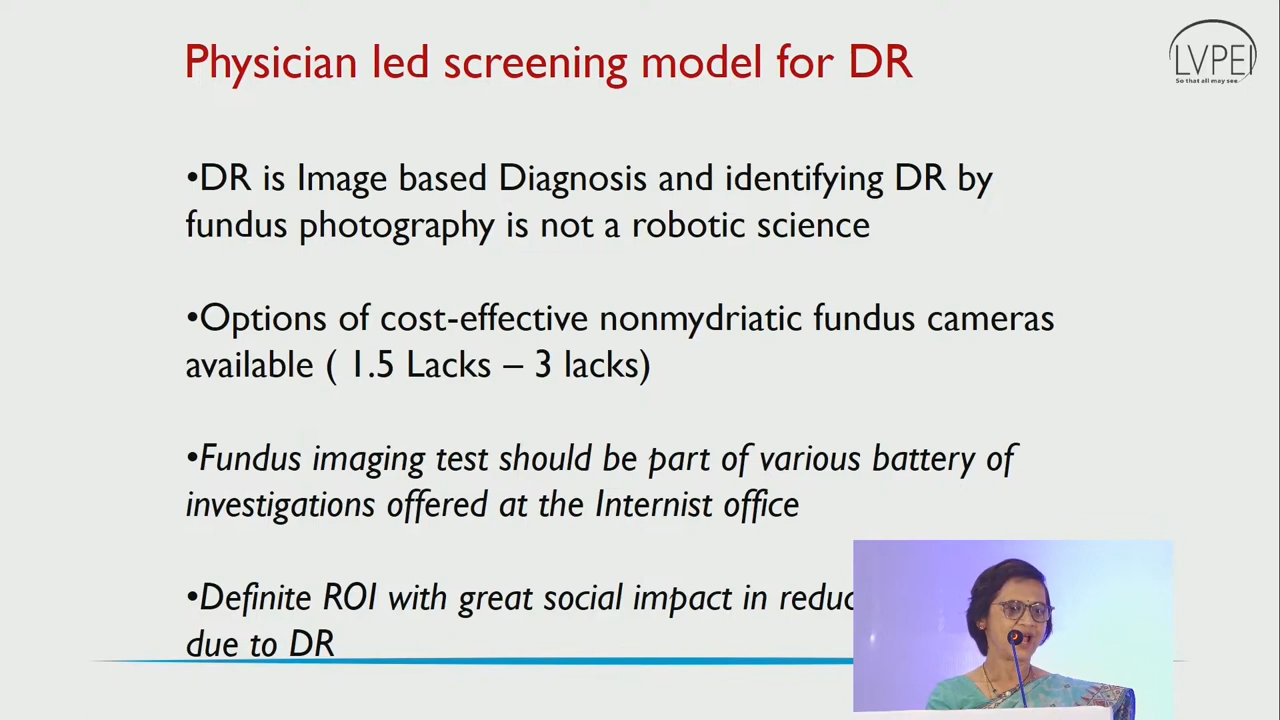 Physician led screening model for DR
LVPEI
So that all may see
•DR is Image based Diagnosis and identifying DR by
fundus photography is not a robotic science
•Options of cost-effective nonmydriatic fundus cameras
available ( 1.5 Lacks – 3 lacks)
•Fundus imaging test should be part of various battery of
investigations offered at the Internist office
•Definite ROI with great social impact in
due to DR